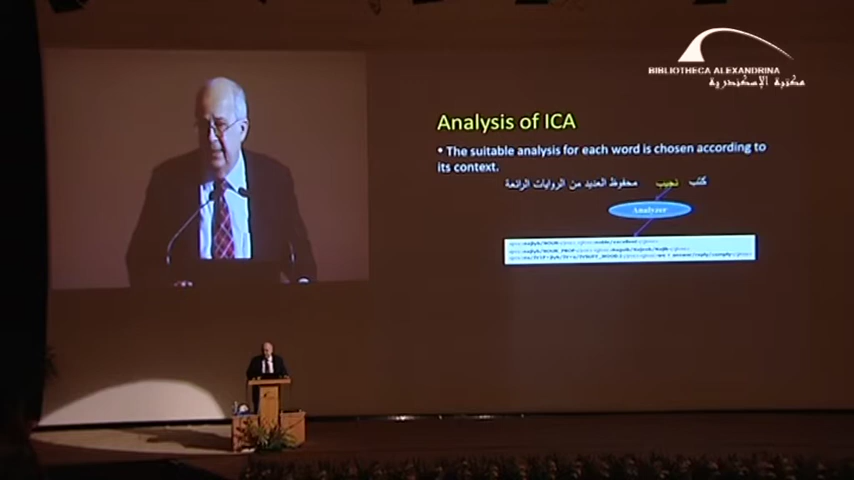 BIBLIOTHECA ALEXANDRINA
مكتبة الإسكندرية
Analysis of ICA
• The suitable analysis for each word is chosen according to
its context.
كتب نجيب محفوظ العديد من الروايات الرائعة
Analyzer